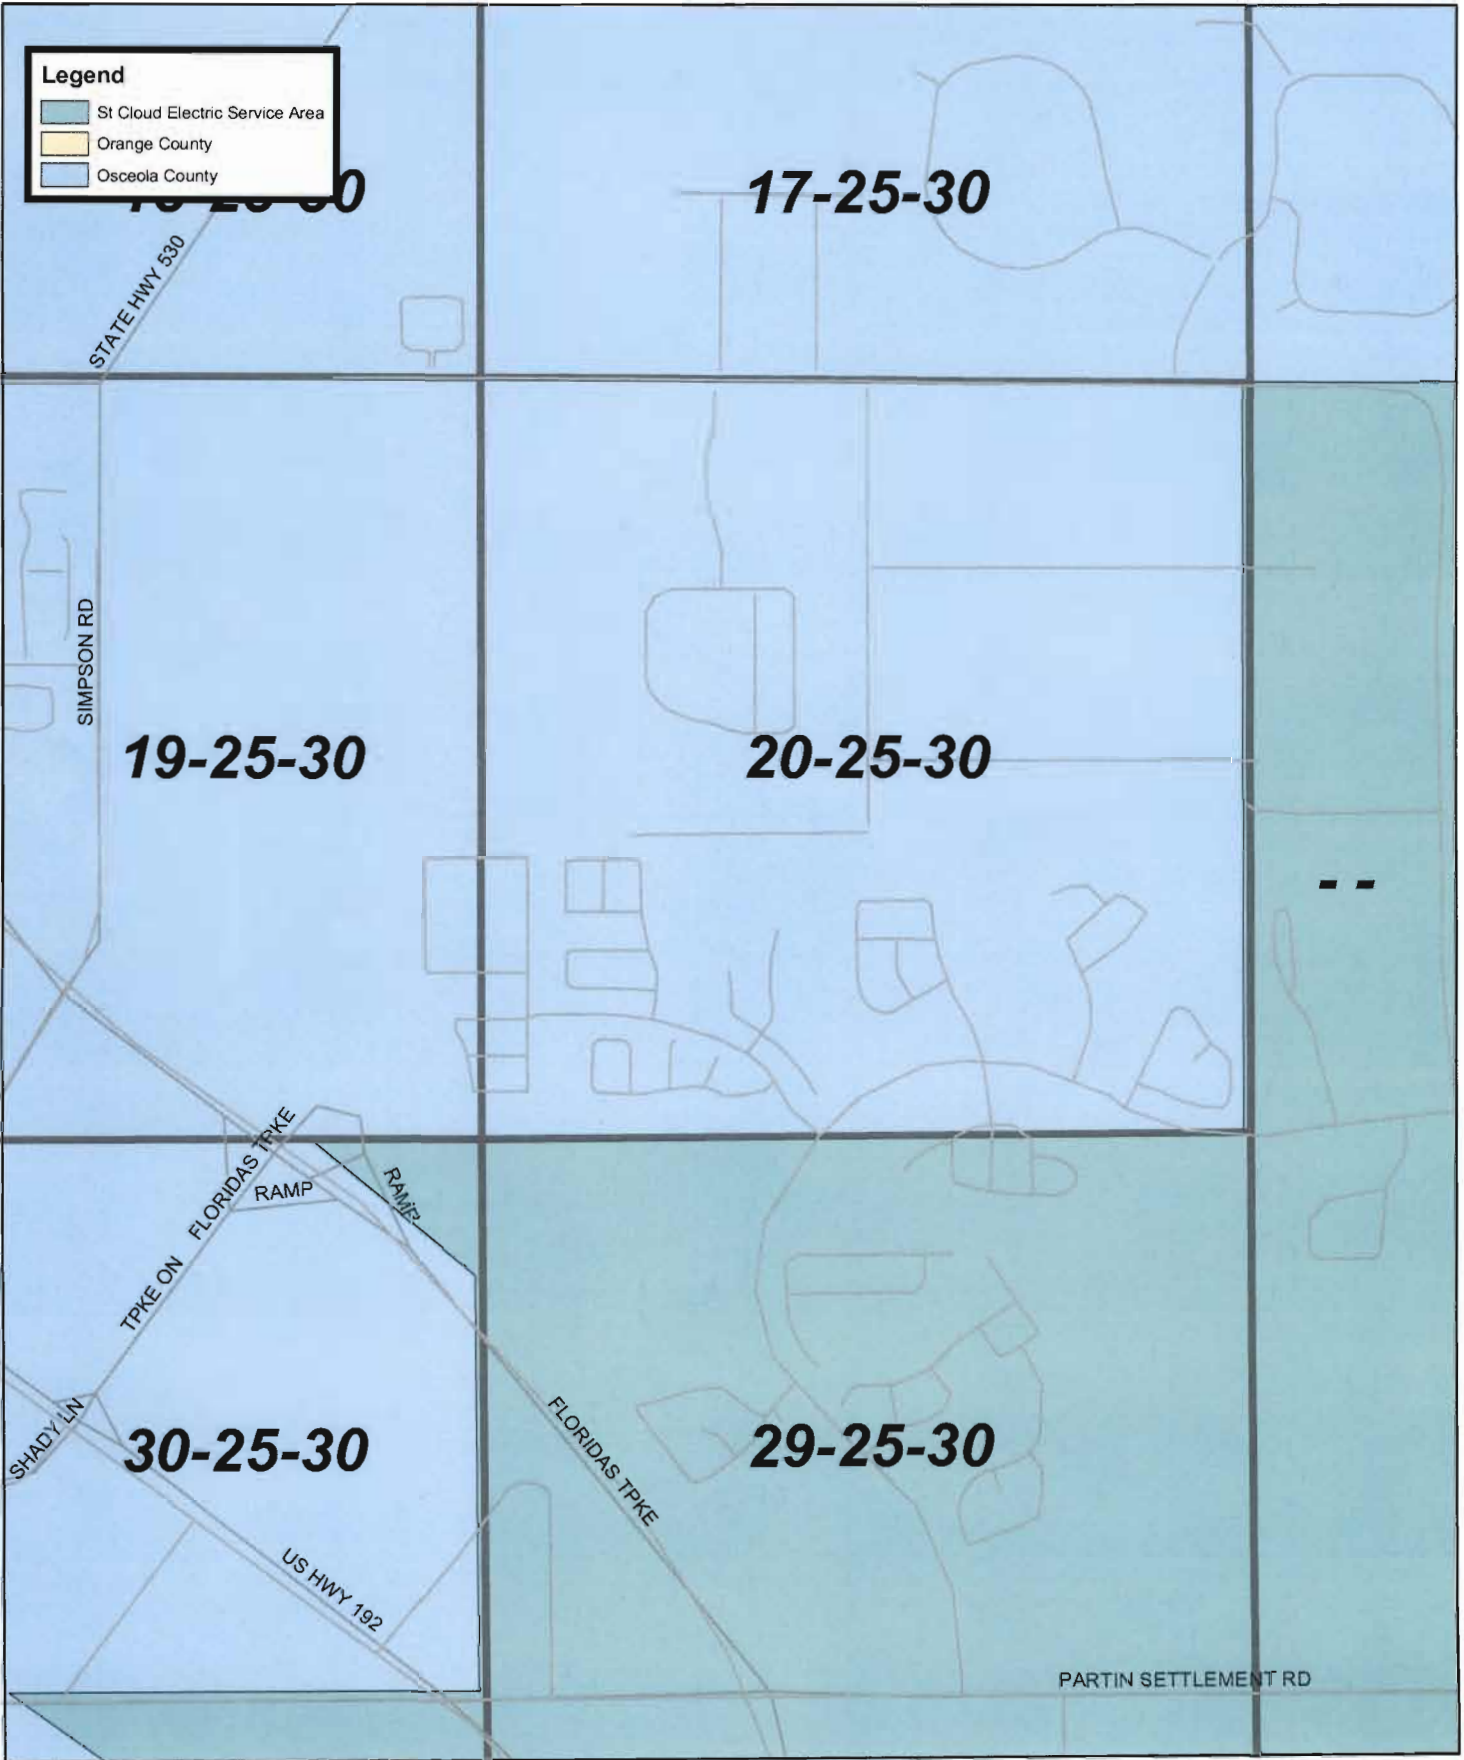 Legend
St Cloud Electric Service Area
Orange County
Osceola County
17-25-30
STATE HWY 530
SIMPSON RD
19-25-30
20-25-30
- -
FLORIDAS TPKE
RAMP
RAMP
TPKE ON
SHADY LN
30-25-30
29-25-30
FLORIDAS TPKE
US HWY 192
PARTIN SETTLEMENT RD